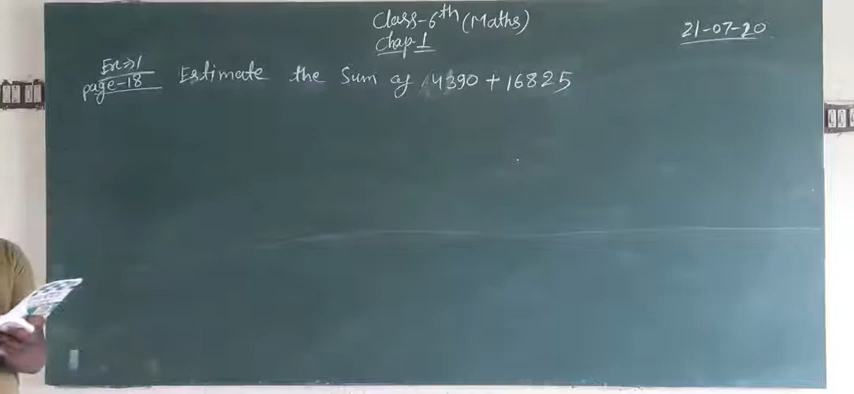 Class-6th (Maths)
Chap 1
21-07-20
Ex⇒1
page-18
Estimate the Sum of 4390 + 16825